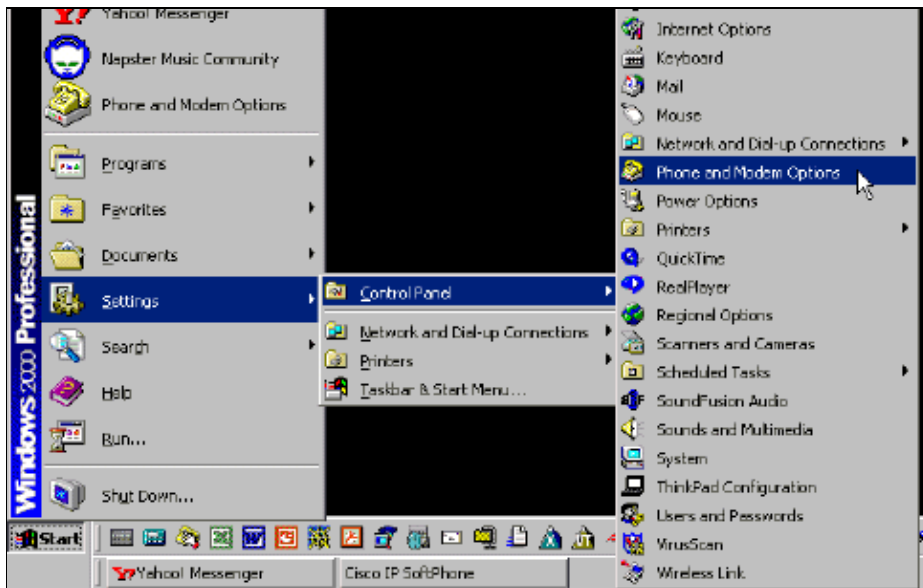 Yahoo! Messenger
Napster Music Community
Phone and Modem Options
Programs
Favorites
Documents
Settings
Search
Help
Run...
Shut Down...
Windows 2000 Professional
Control Panel
Network and Dial-up Connections
Printers
Taskbar & Start Menu...
Internet Options
Keyboard
Mail
Mouse
Network and Dial-up Connections
Phone and Modem Options
Power Options
Printers
QuickTime
RealPlayer
Regional Options
Scanners and Cameras
Scheduled Tasks
SoundFusion Audio
Sounds and Multimedia
System
ThinkPad Configuration
Users and Passwords
VirusScan
Wireless Link
Start
Yahoo! Messenger
Cisco IP SoftPhone